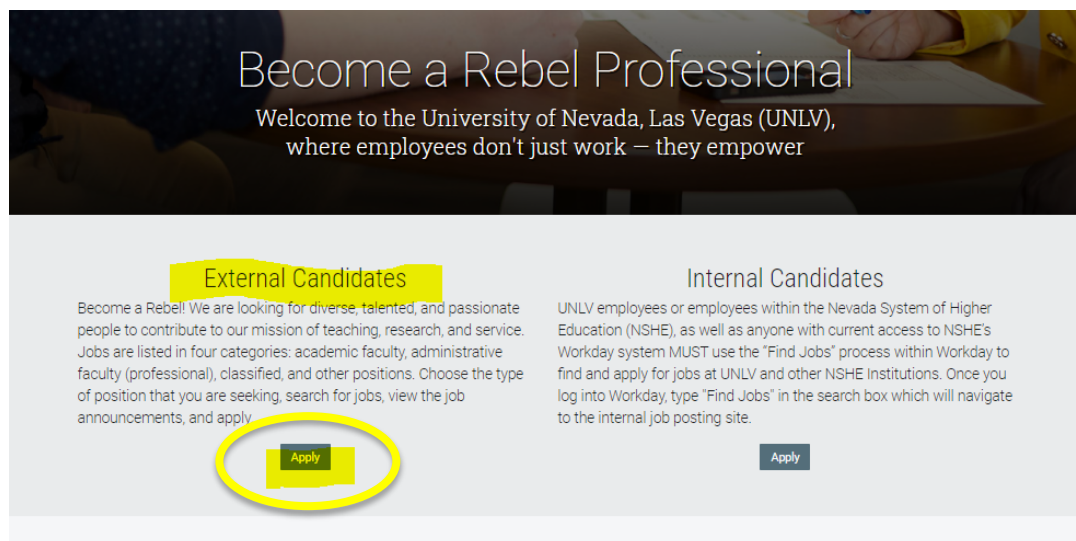 Become a Rebel Professional
Welcome to the University of Nevada, Las Vegas (UNLV),
where employees don't just work — they empower
External Candidates
Become a Rebel! We are looking for diverse, talented, and passionate
people to contribute to our mission of teaching, research, and service.
Jobs are listed in four categories: academic faculty, administrative
faculty (professional), classified, and other positions. Choose the type
of position that you are seeking, search for jobs, view the job
announcements, and apply.
Apply
Internal Candidates
UNLV employees or employees within the Nevada System of Higher
Education (NSHE), as well as anyone with current access to NSHE's
Workday system MUST use the "Find Jobs" process within Workday to
find and apply for jobs at UNLV and other NSHE Institutions. Once you
log into Workday, type "Find Jobs" in the search box which will navigate
to the internal job posting site.
Apply